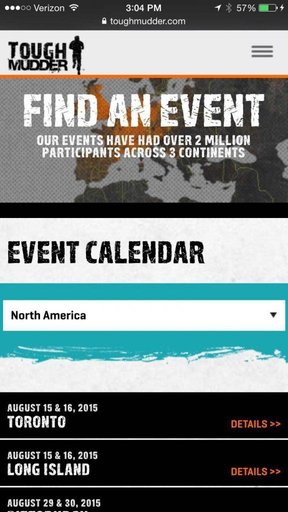 Verizon 3:04 PM 57%
toughmudder.com
TOUGH
MUDDER
FIND AN EVENT
OUR EVENTS HAVE HAD OVER 2 MILLION
PARTICIPANTS ACROSS 3 CONTINENTS
EVENT CALENDAR
North America
AUGUST 15 & 16, 2015
TORONTO
DETAILS >>
AUGUST 15 & 16, 2015
LONG ISLAND
DETAILS >>
AUGUST 29 & 30, 2015
PITTSBURGH